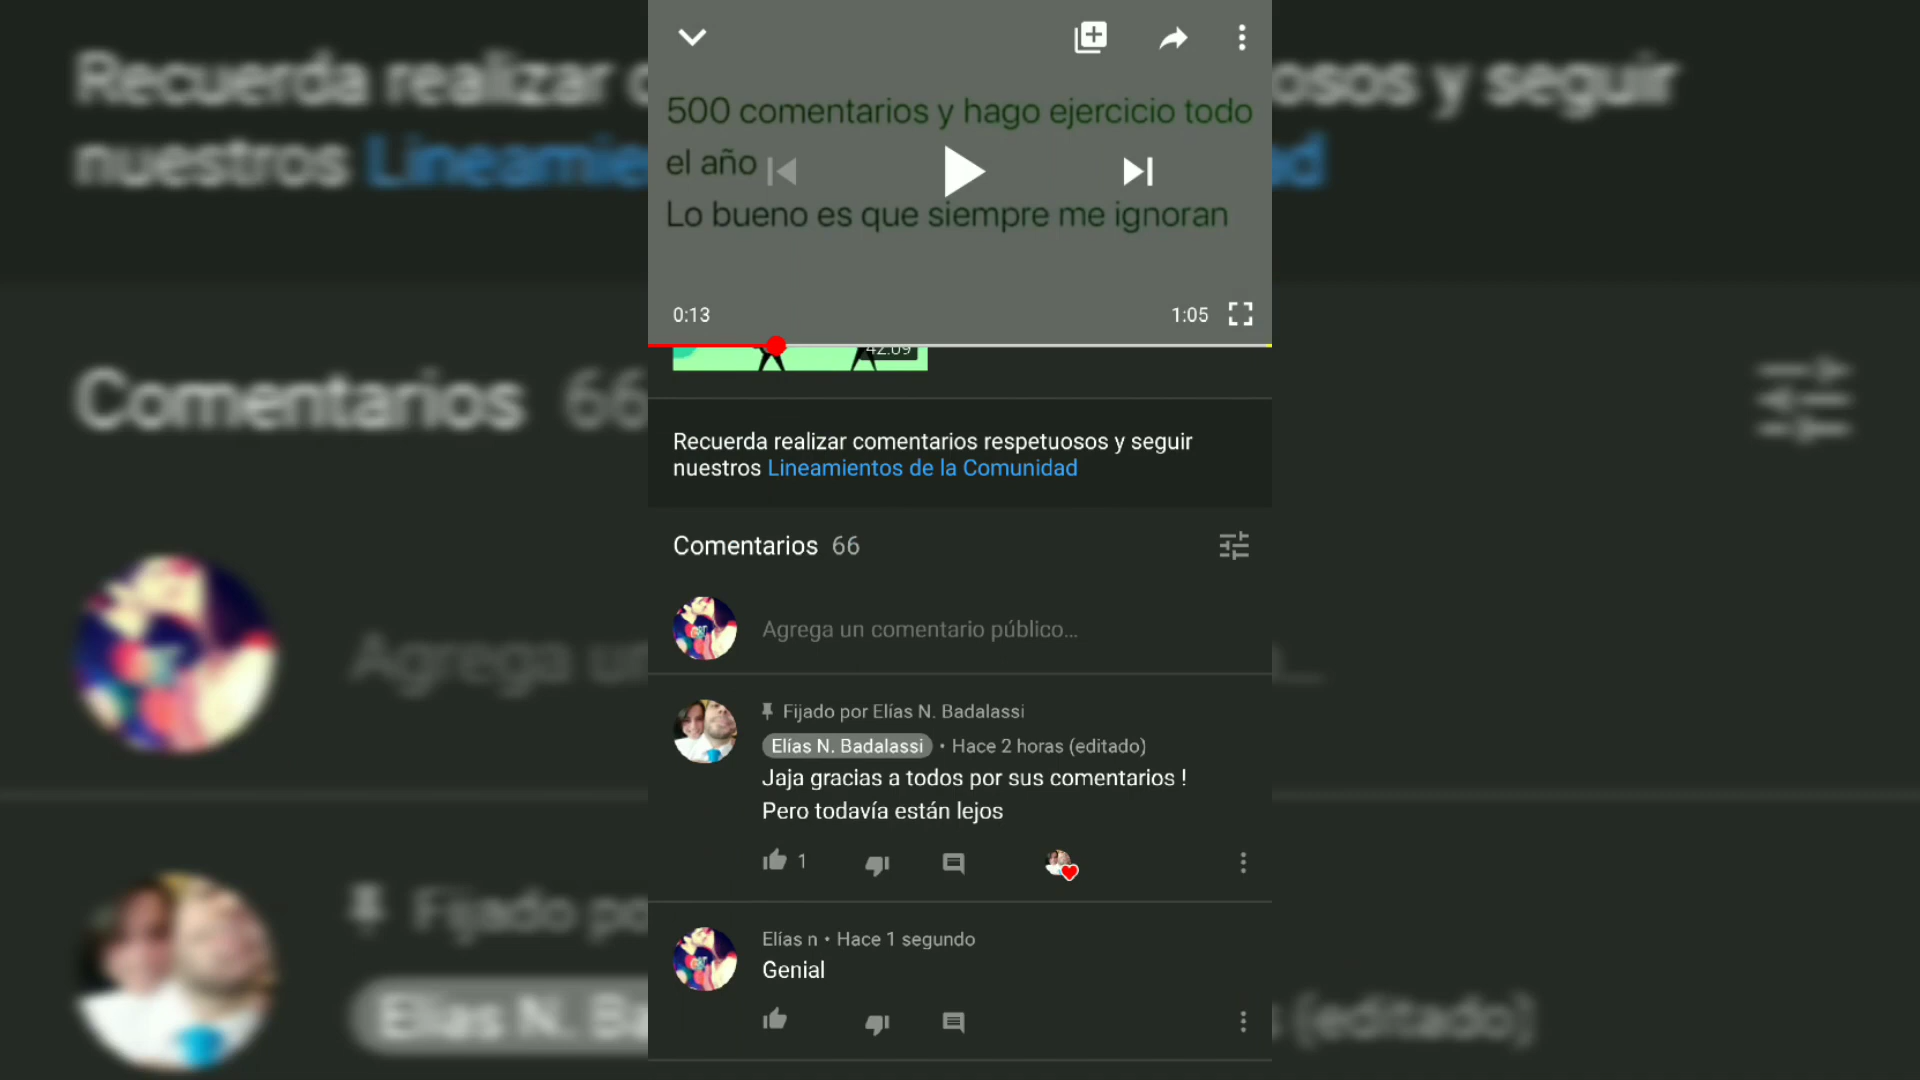 500 comentarios y hago ejercicio todo
el año
Lo bueno es que siempre me ignoran
0:13
1:05
42:09
Recuerda realizar comentarios respetuosos y seguir
nuestros Lineamientos de la Comunidad
Comentarios 66
Agrega un comentario público...
Fijado por Elías N. Badalassi
Elías N. Badalassi • Hace 2 horas (editado)
Jaja gracias a todos por sus comentarios !
Pero todavía están lejos
1
Elías n • Hace 1 segundo
Genial